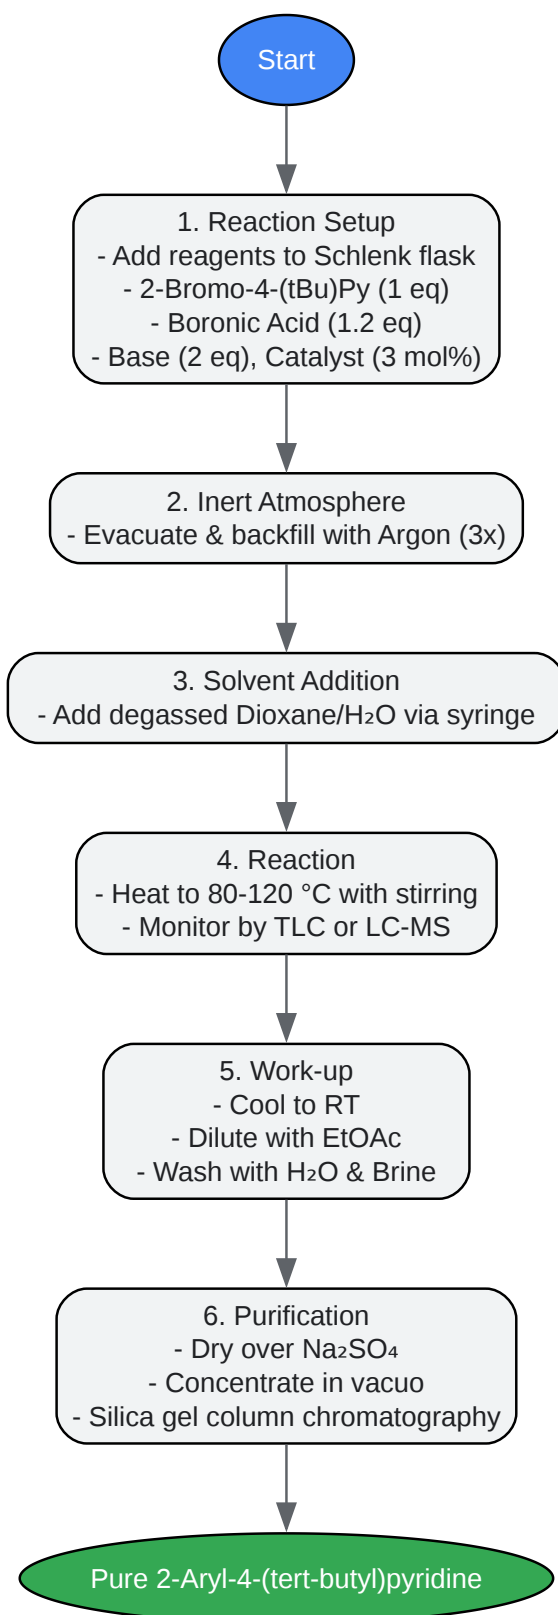 Start
1. Reaction Setup
- Add reagents to Schlenk flask
- 2-Bromo-4-(tBu)Py (1 eq)
- Boronic Acid (1.2 eq)
- Base (2 eq), Catalyst (3 mol%)
2. Inert Atmosphere
- Evacuate & backfill with Argon (3x)
3. Solvent Addition
- Add degassed Dioxane/H₂O via syringe
4. Reaction
- Heat to 80-120 °C with stirring
- Monitor by TLC or LC-MS
5. Work-up
- Cool to RT
- Dilute with EtOAc
- Wash with H₂O & Brine
6. Purification
- Dry over Na₂SO₄
- Concentrate in vacuo
- Silica gel column chromatography
Pure 2-Aryl-4-(tert-butyl)pyridine